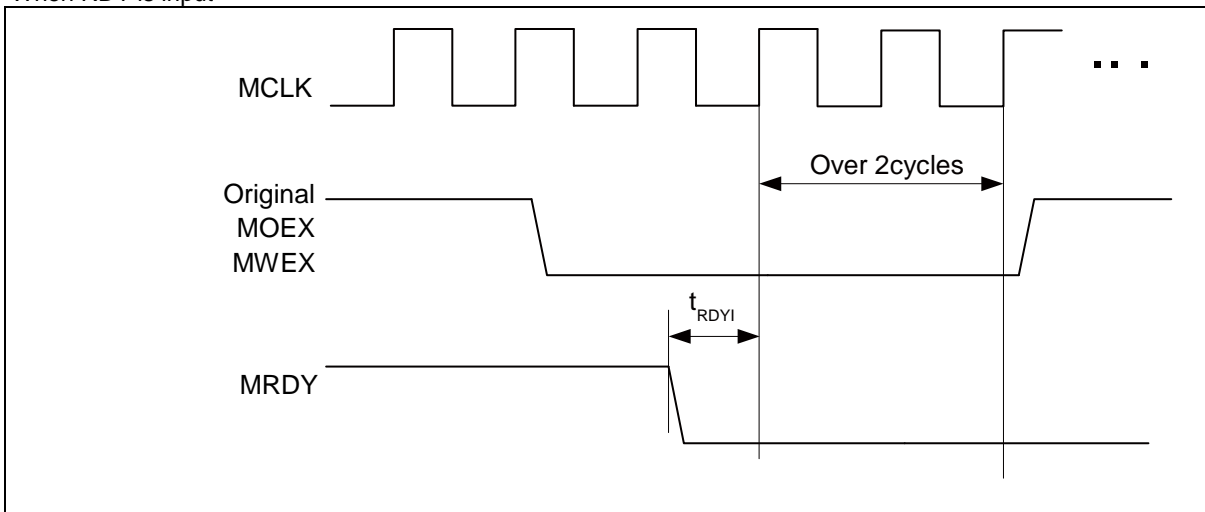 When RDY is input
MCLK
Over 2cycles
Original
MOEX
MWEX
tRDYI
MRDY